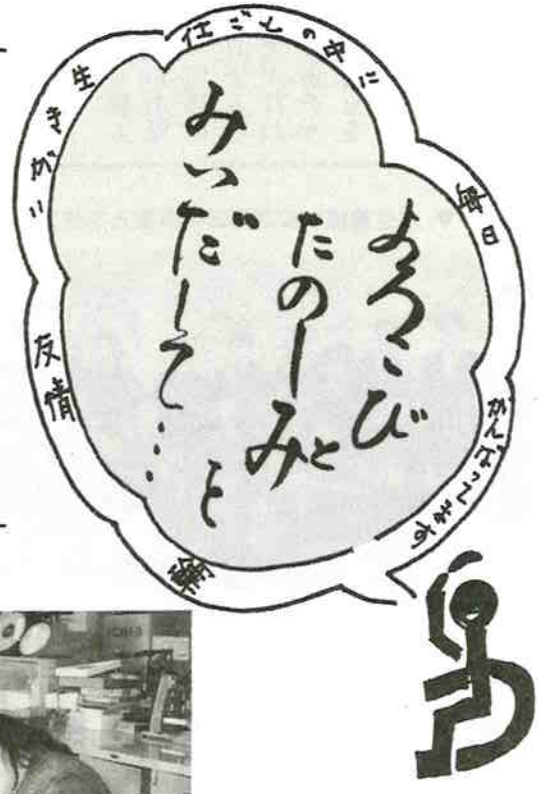 仕ごとの中に
毎日
がんばってます
よろこび
たのしみと
みいだして…と
生きがい
友情